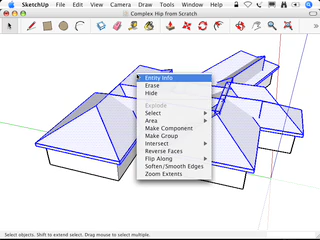 SketchUp File Edit View Camera Draw Tools Window Help
Complex Hip from Scratch
Entity Info
Erase
Hide
Explode
Select
Area
Make Component
Make Group
Intersect
Reverse Faces
Flip Along
Soften/Smooth Edges
Zoom Extents
Select objects. Shift to extend select. Drag mouse to select multiple.